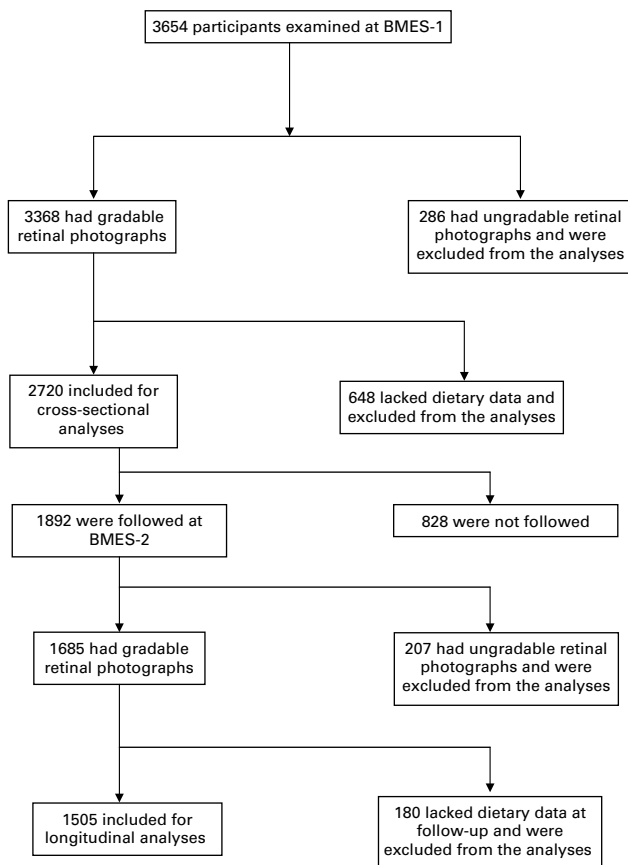 3654 participants examined at BMES-1
3368 had gradable
retinal photographs
286 had ungradable retinal
photographs and were
excluded from the analyses
2720 included for
cross-sectional
analyses
648 lacked dietary data and
excluded from the analyses
1892 were followed at
BMES-2
828 were not followed
1685 had gradable
retinal photographs
207 had ungradable retinal
photographs and were
excluded from the analyses
1505 included for
longitudinal analyses
180 lacked dietary data at
follow-up and were
excluded from the analyses